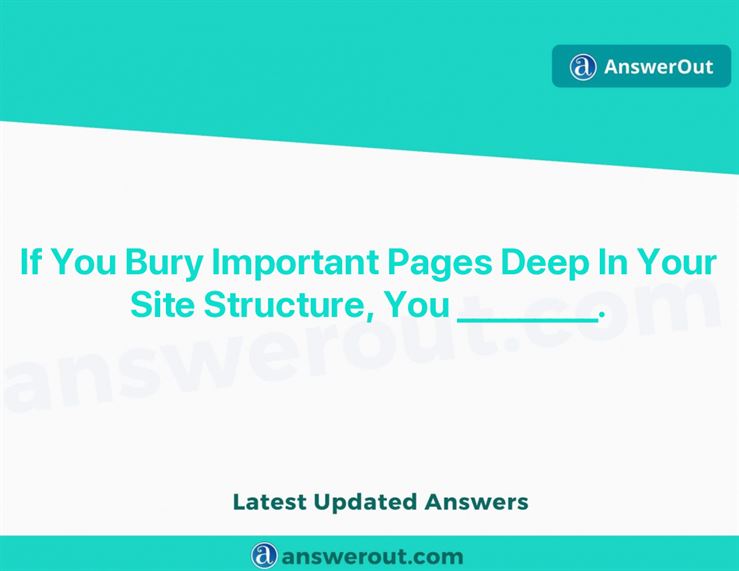 AnswerOut
If You Bury Important Pages Deep In Your
Site Structure, You ________.
answerout.com
Latest Updated Answers
answerout.com